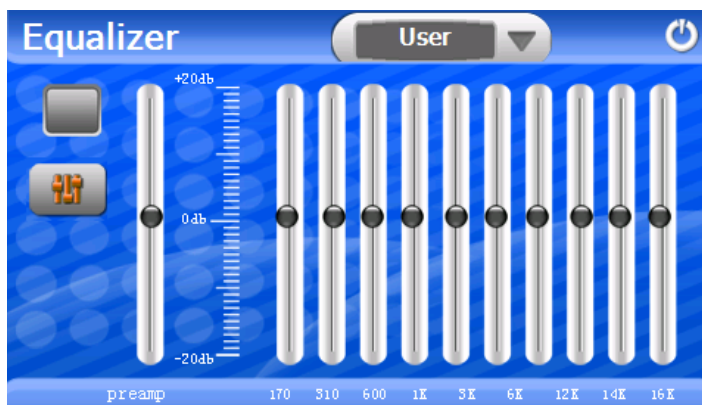 Equalizer
User
+20db
0db
-20db
preamp 170 310 600 1K 3K 6K 12K 14K 16K